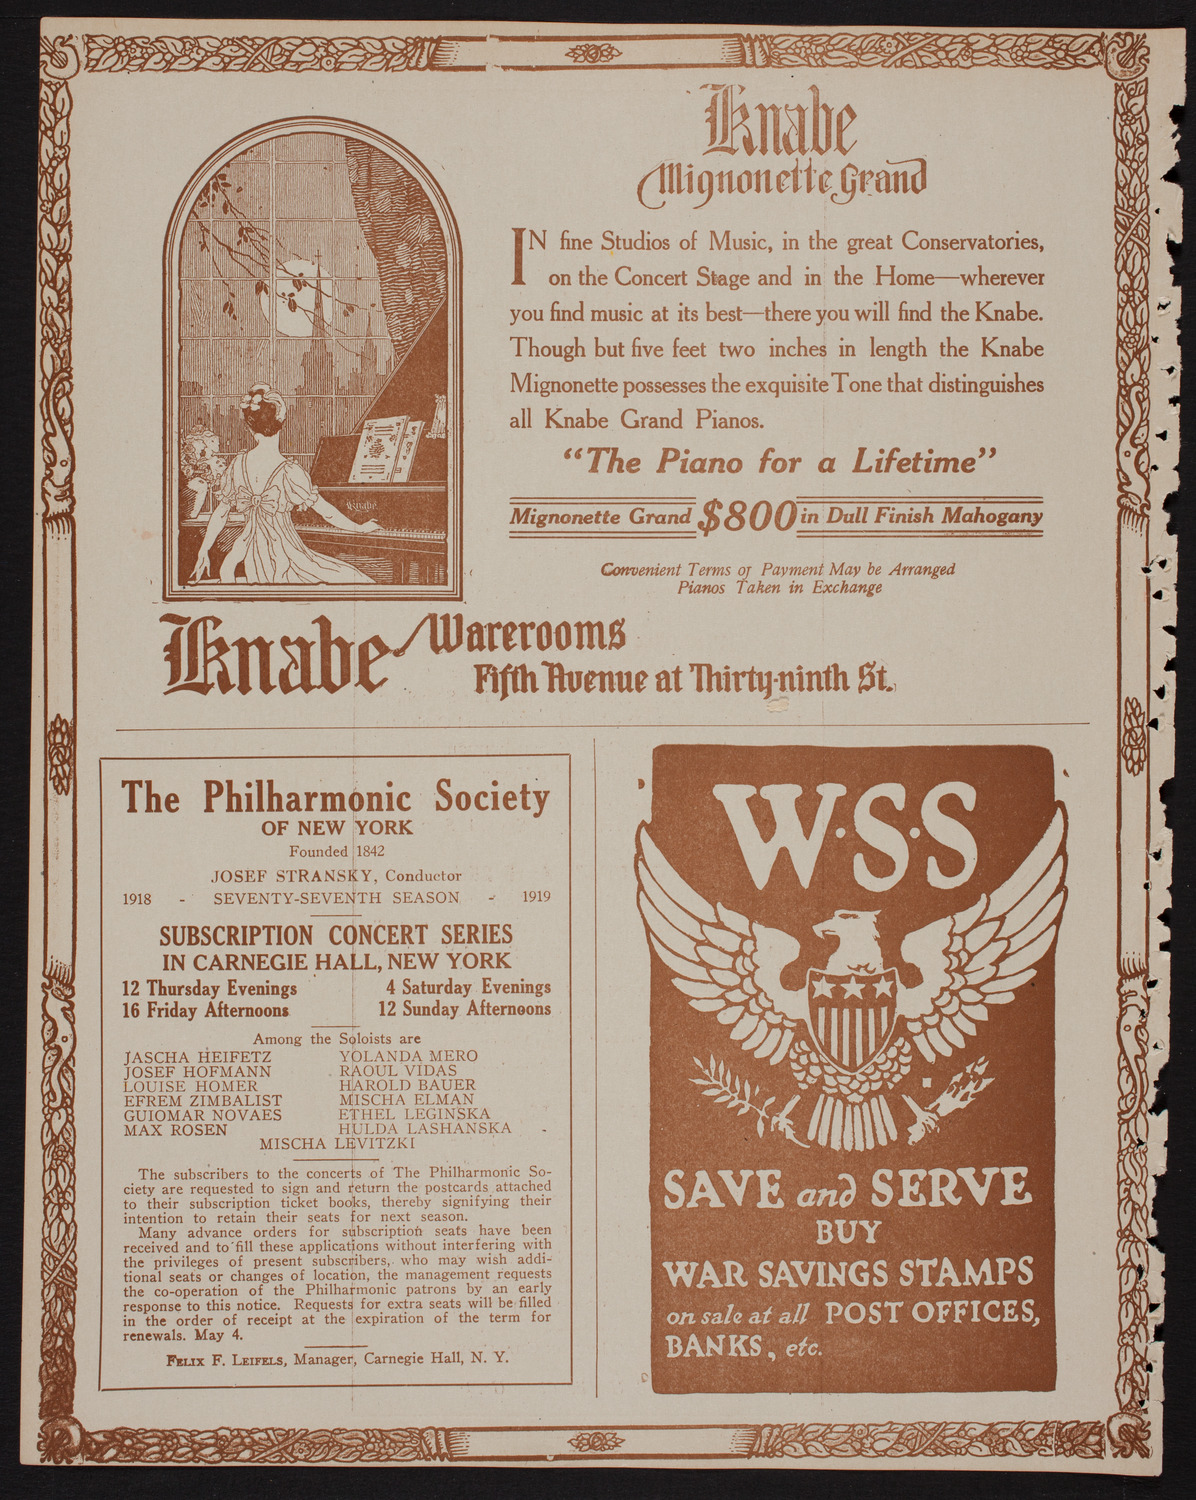 Knabe
Mignonette Grand
IN fine Studios of Music, in the great Conservatories,
on the Concert Stage and in the Home—wherever
you find music at its best—there you will find the Knabe.
Though but five feet two inches in length the Knabe
Mignonette possesses the exquisite Tone that distinguishes
all Knabe Grand Pianos.
"The Piano for a Lifetime"
Mignonette Grand $800 in Dull Finish Mahogany
Convenient Terms of Payment May be Arranged
Pianos Taken in Exchange
Knabe
Knabe Warerooms
Fifth Avenue at Thirty-ninth St.
The Philharmonic Society
OF NEW YORK
Founded 1842
JOSEF STRANSKY, Conductor
1918 - SEVENTY-SEVENTH SEASON - 1919
SUBSCRIPTION CONCERT SERIES
IN CARNEGIE HALL, NEW YORK
12 Thursday Evenings 4 Saturday Evenings
16 Friday Afternoons 12 Sunday Afternoons
Among the Soloists are
JASCHA HEIFETZ YOLANDA MERO
JOSEF HOFMANN RAOUL VIDAS
LOUISE HOMER HAROLD BAUER
EFREM ZIMBALIST MISCHA ELMAN
GUIOMAR NOVAES ETHEL LEGINSKA
MAX ROSEN HULDA LASHANSKA
MISCHA LEVITZKI
The subscribers to the concerts of The Philharmonic So-
ciety are requested to sign and return the postcards attached
to their subscription ticket books, thereby signifying their
intention to retain their seats for next season.
Many advance orders for subscription seats have been
received and to fill these applications without interfering with
the privileges of present subscribers, who may wish addi-
tional seats or changes of location, the management requests
the co-operation of the Philharmonic patrons by an early
response to this notice. Requests for extra seats will be filled
in the order of receipt at the expiration of the term for
renewals. May 4.
FELIX F. LEIFELS, Manager, Carnegie Hall, N. Y.
W·S·S
SAVE and SERVE
BUY
WAR SAVINGS STAMPS
on sale at all POST OFFICES,
BANKS, etc.